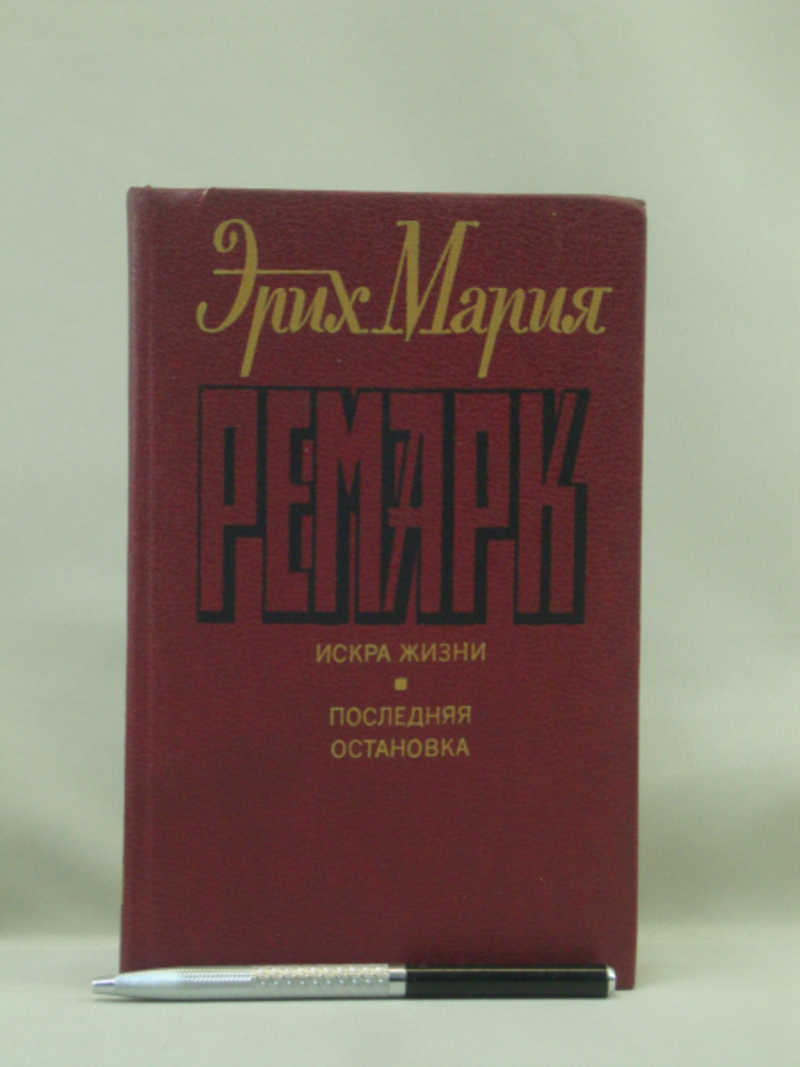 Эрих Мария
РЕМАРК
ИСКРА ЖИЗНИ
ПОСЛЕДНЯЯ
ОСТАНОВКА